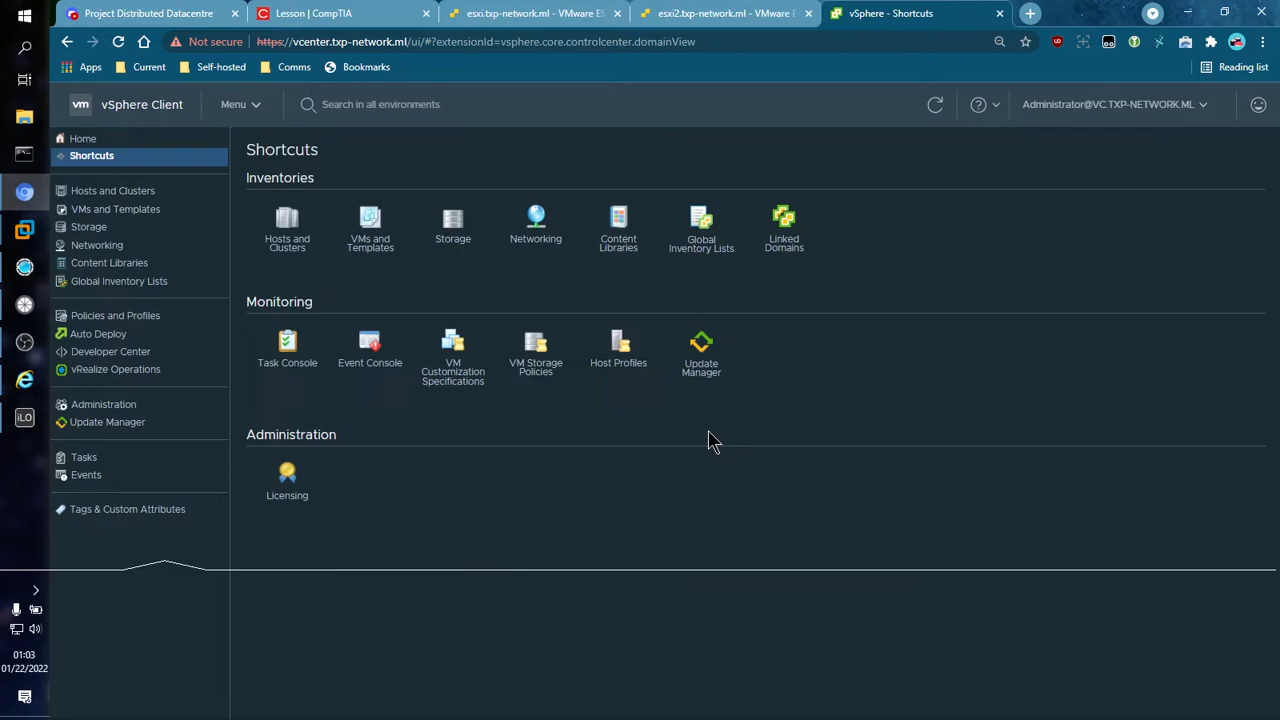 Project Distributed Datacentre
Lesson | CompTIA
esxi.txp-network.ml - VMware ES
esxi2.txp-network.ml - VMware E
vSphere - Shortcuts
Not secure
https://vcenter.txp-network.ml/ui/#?extensionId=vsphere.core.controlcenter.domainView
Apps
Current
Self-hosted
Comms
Bookmarks
Reading list
vm
vSphere Client
Menu
Search in all environments
Administrator@VC.TXP-NETWORK.ML
Home
Shortcuts
Hosts and Clusters
VMs and Templates
Storage
Networking
Content Libraries
Global Inventory Lists
Policies and Profiles
Auto Deploy
Developer Center
vRealize Operations
Administration
Update Manager
Tasks
Events
Tags & Custom Attributes
Shortcuts
Inventories
Hosts and
Clusters
VMs and
Templates
Storage
Networking
Content
Libraries
Global
Inventory Lists
Linked
Domains
Monitoring
Task Console
Event Console
VM
Customization
Specifications
VM Storage
Policies
Host Profiles
Update
Manager
Administration
Licensing
iLO
01:03
01/22/2022